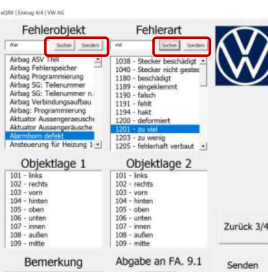 eQRK | Eintrag 4/4 | VW AG
Fehlerobjekt
Fehlerart
Suchen Senden
Suchen Senden
Airbag ASV TNR
Airbag Fehlerspeicher
Airbag Programmierung
Airbag SG: Teilenummer
Airbag SG: Teilenummer n.
Airbag Verbindungsaufbau
Airbag: Programmierung
Aktuator Aussengeraeusche
Aktuator Aussengeräusche
Alarmhorn defekt
Ansteuerung für Heizung 1
1038 - Stecker beschädigt
1040 - Stecker nicht gestec
1180 - beschädigt
1189 - eingeklemmt
1190 - falsch
1191 - fehlt
1194 - hakt
1200 - deformiert
1201 - zu viel
1203 - zu wenig
1205 - fehlerhaft verbaut
Objektlage 1
Objektlage 2
101 - links
102 - rechts
103 - vorn
104 - hinten
105 - oben
106 - unten
107 - innen
108 - außen
109 - mitte
101 - links
102 - rechts
103 - vorn
104 - hinten
105 - oben
106 - unten
107 - innen
108 - außen
109 - mitte
Zurück 3/4
Bemerkung
Abgabe an FA. 9.1
Senden